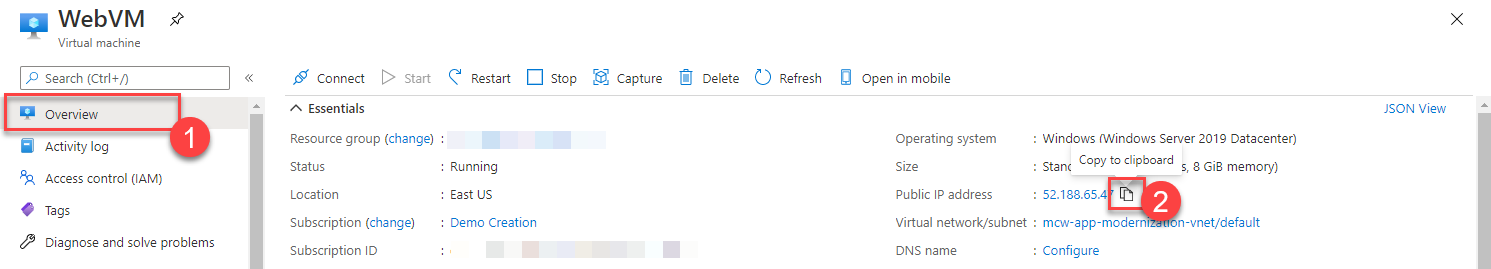 WebVM
Virtual machine
Search (Ctrl+/)
«
Connect Start Restart Stop Capture Delete Refresh Open in mobile
Overview
1
Activity log
Access control (IAM)
Tags
Diagnose and solve problems
Essentials
JSON View
Resource group (change) :
Status : Running
Location : East US
Subscription (change) : Demo Creation
Subscription ID :
Operating system : Windows (Windows Server 2019 Datacenter)
Copy to clipboard
Size : 8 GiB memory)
Public IP address : 52.188.65.47
2
Virtual network/subnet : mcw-app-modernization-vnet/default
DNS name : Configure